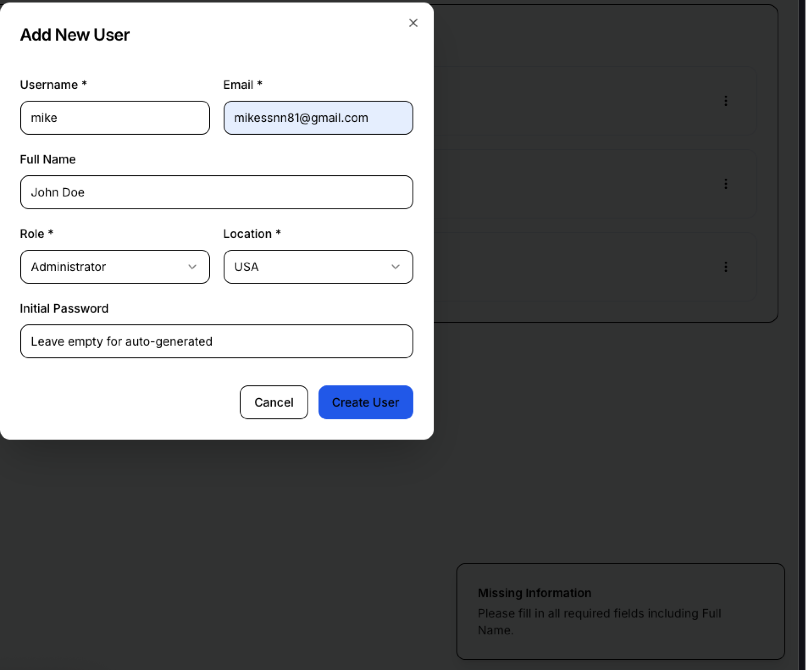 Add New User
Username *
Email *
mike
mikessnn81@gmail.com
Full Name
John Doe
Role *
Location *
Administrator
USA
Initial Password
Leave empty for auto-generated
Cancel
Create User
Missing Information
Please fill in all required fields including Full
Name.